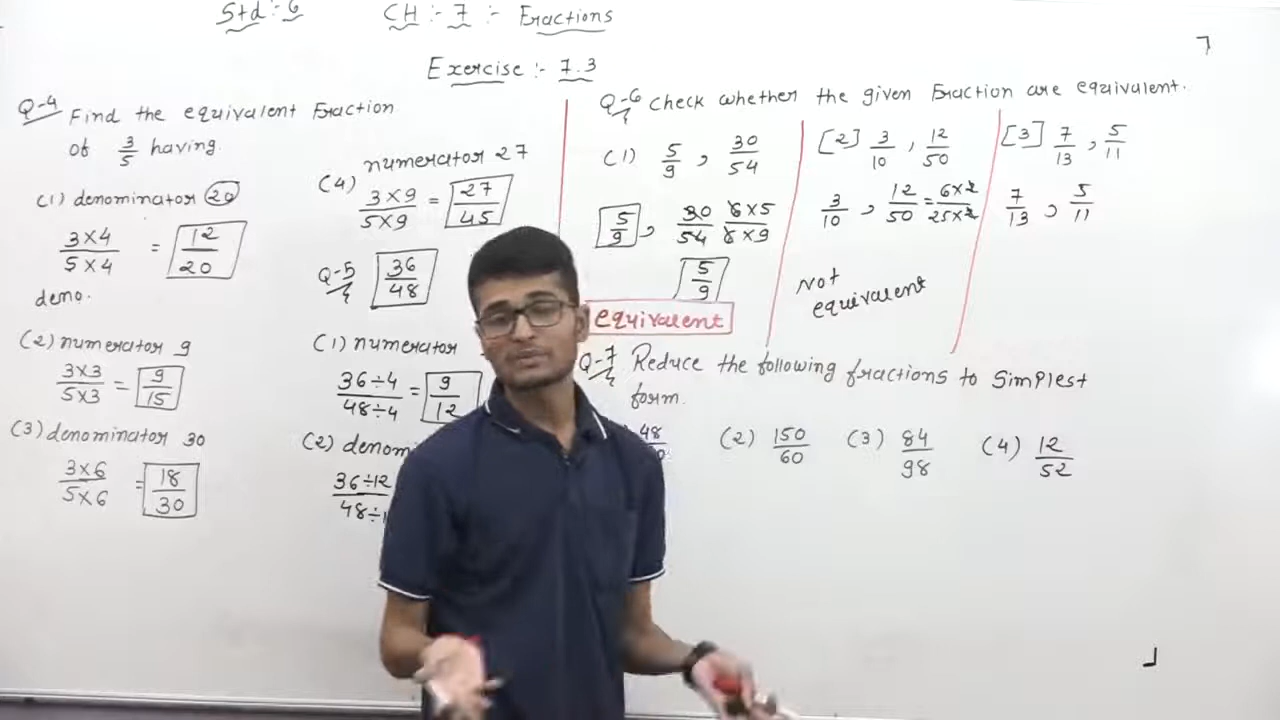 Std :- 6 CH :- 7 :- Fractions
Exercise :- 7.3
Q-4 Find the equivalent Fraction
of 3/5 having.
(1) denominator 20
3×4/5×4 = 12/20
deno.
(2) numerator 9
3×3/5×3 = 9/15
(3) denominator 30
3×6/5×6 = 18/30
(4) numerator 27
3×9/5×9 = 27/45
Q-5 36/48
(1) numerator
36÷4/48÷4 = 9/12
(2) denom
36÷12/48÷1
Q-6 Check whether the given Fraction are equivalent.
(1) 5/9 , 30/54
5/9 , 30/54 6×5/6×9
5/9
equivalent
[2] 3/10 , 12/50
3/10 , 12/50 = 6×2/25×2
Not
equivalent
[3] 7/13 , 5/11
7/13 , 5/11
Q-7 Reduce the following fractions to Simplest
form.
48 (2) 150/60 (3) 84/98 (4) 12/52